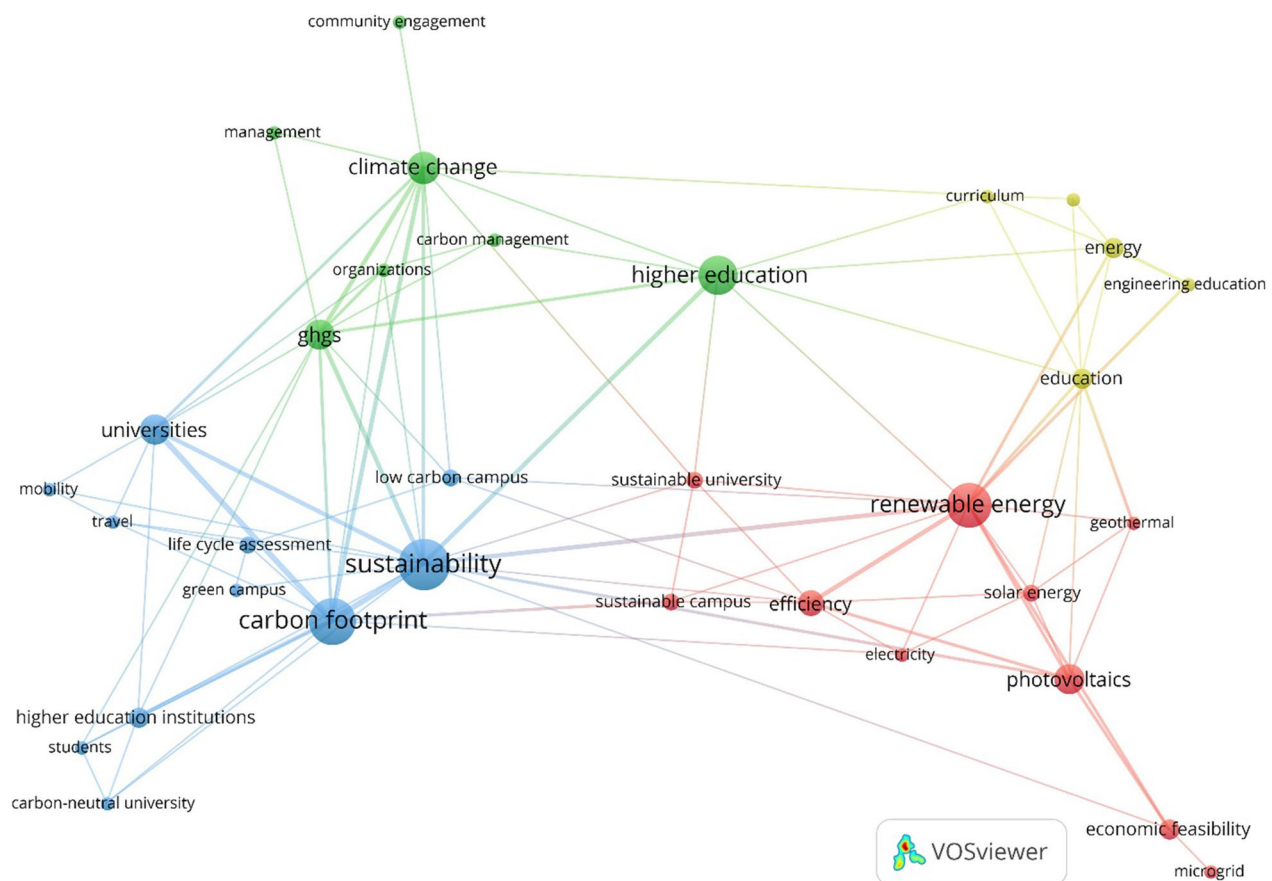 community engagement
management
climate change
curriculum
carbon management
energy
organizations
higher education
engineering education
ghgs
education
universities
low carbon campus
sustainable university
mobility
renewable energy
travel
geothermal
life cycle assessment
sustainability
green campus
solar energy
sustainable campus
efficiency
carbon footprint
electricity
photovoltaics
higher education institutions
students
carbon-neutral university
economic feasibility
VOSviewer
microgrid